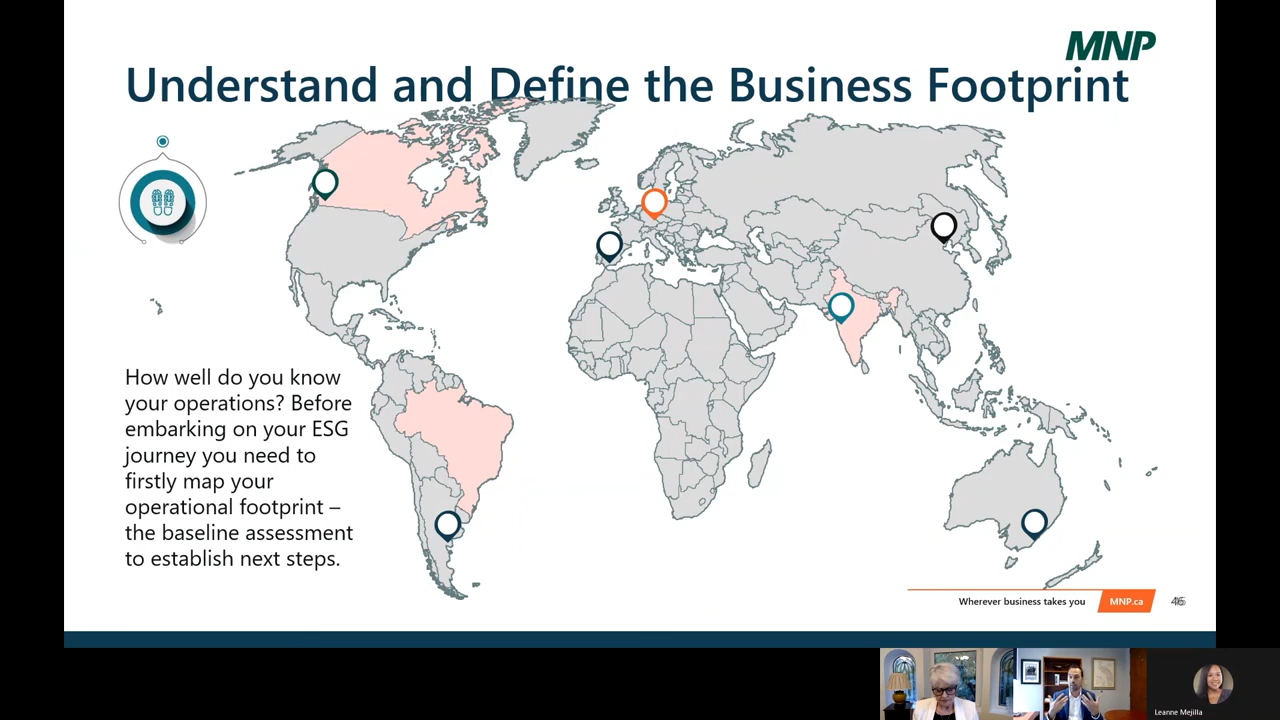 MNP
Understand and Define the Business Footprint
How well do you know
your operations? Before
embarking on your ESG
journey you need to
firstly map your
operational footprint –
the baseline assessment
to establish next steps.
Wherever business takes you
MNP.ca
Leanne Mejilla